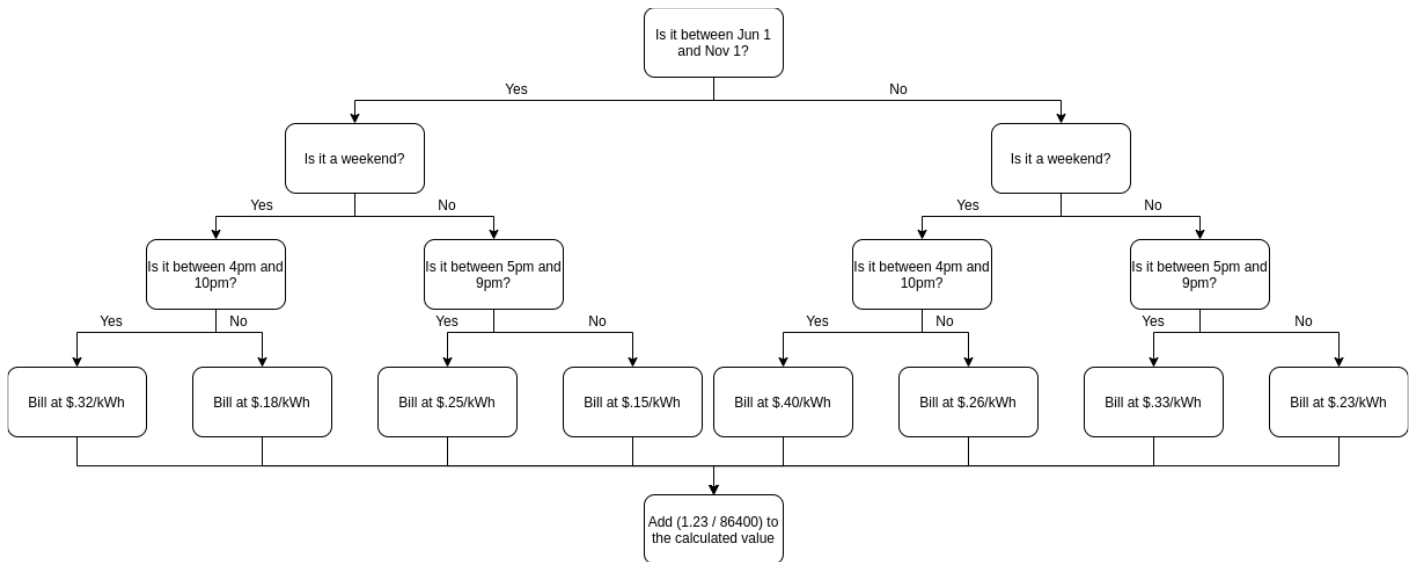 Is it between Jun 1
and Nov 1?
Yes
No
Is it a weekend?
Is it a weekend?
Yes
No
Yes
No
Is it between 4pm and
10pm?
Is it between 5pm and
9pm?
Is it between 4pm and
10pm?
Is it between 5pm and
9pm?
Yes
No
Yes
No
Yes
No
Yes
No
Bill at $.32/kWh
Bill at $.18/kWh
Bill at $.25/kWh
Bill at $.15/kWh
Bill at $.40/kWh
Bill at $.26/kWh
Bill at $.33/kWh
Bill at $.23/kWh
Add (1.23 / 86400) to
the calculated value